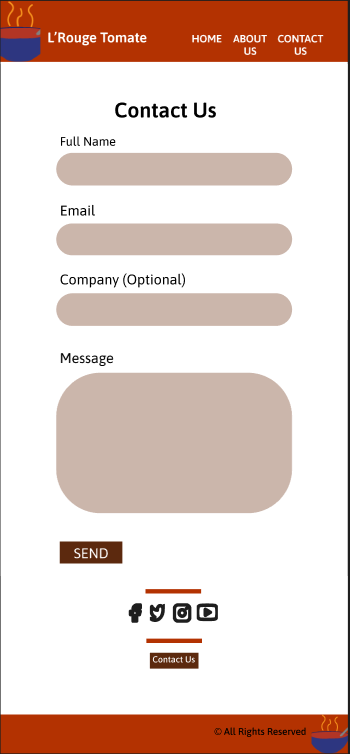 L'Rouge Tomate
HOME ABOUT CONTACT
US US
Contact Us
Full Name
Email
Company (Optional)
Message
SEND
Contact Us
© All Rights Reserved